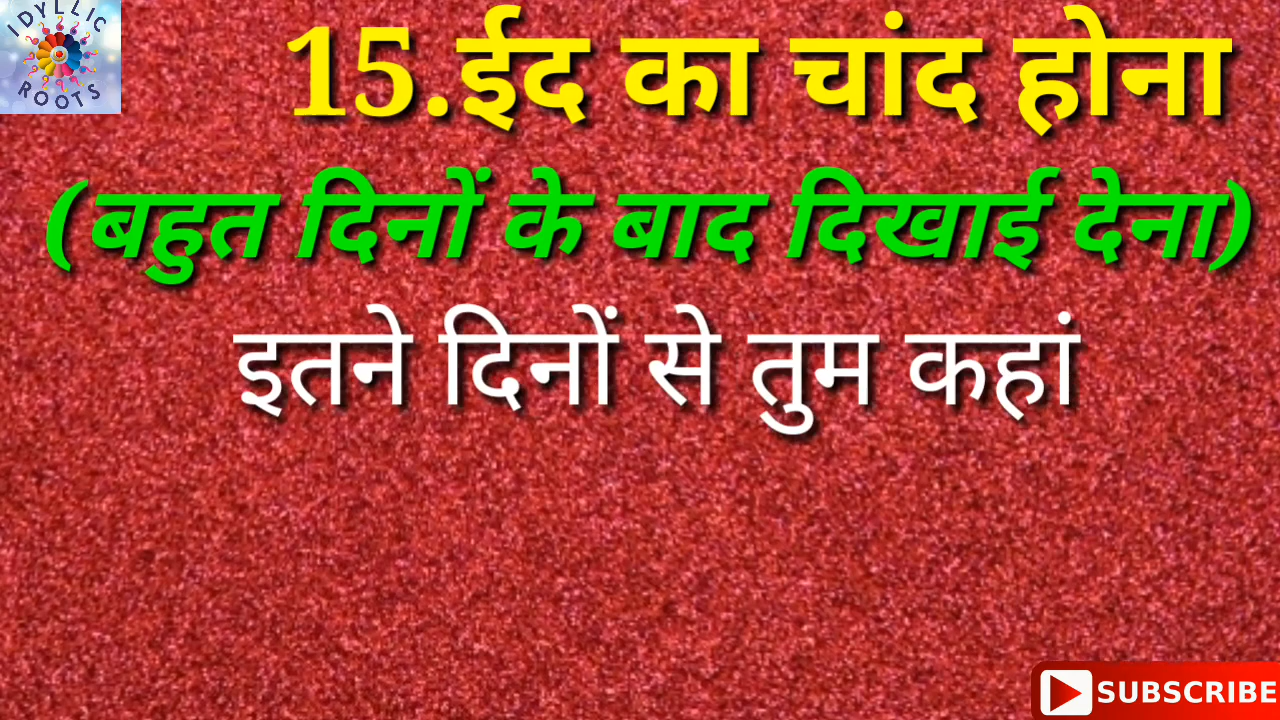 IDYLLIC
ROOTS
15.ईद का चांद होना
(बहुत दिनों के बाद दिखाई देना)
इतने दिनों से तुम कहां
SUBSCRIBE